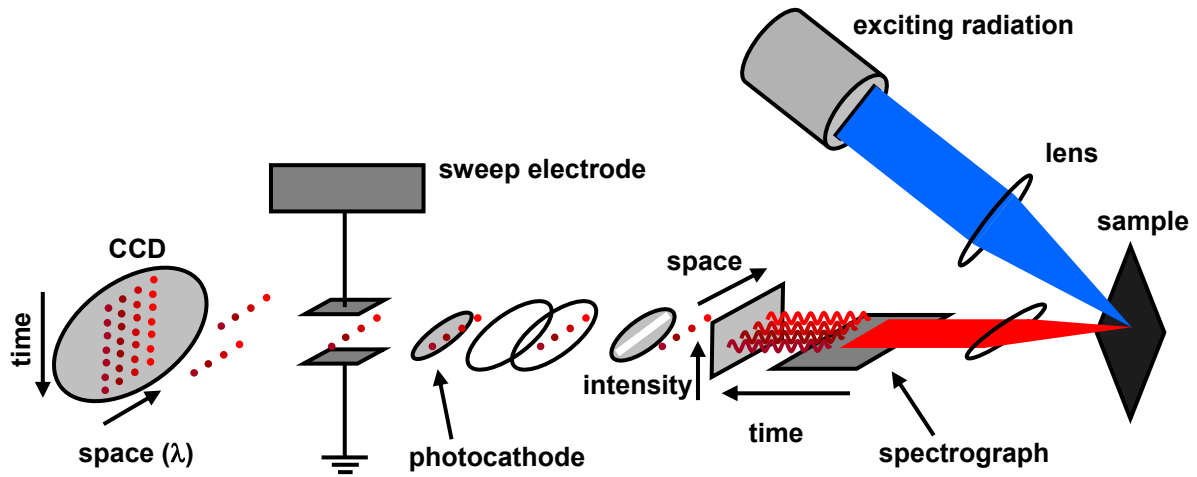 exciting radiation
lens
sweep electrode
sample
CCD
space
time
intensity
time
space (λ)
photocathode
spectrograph